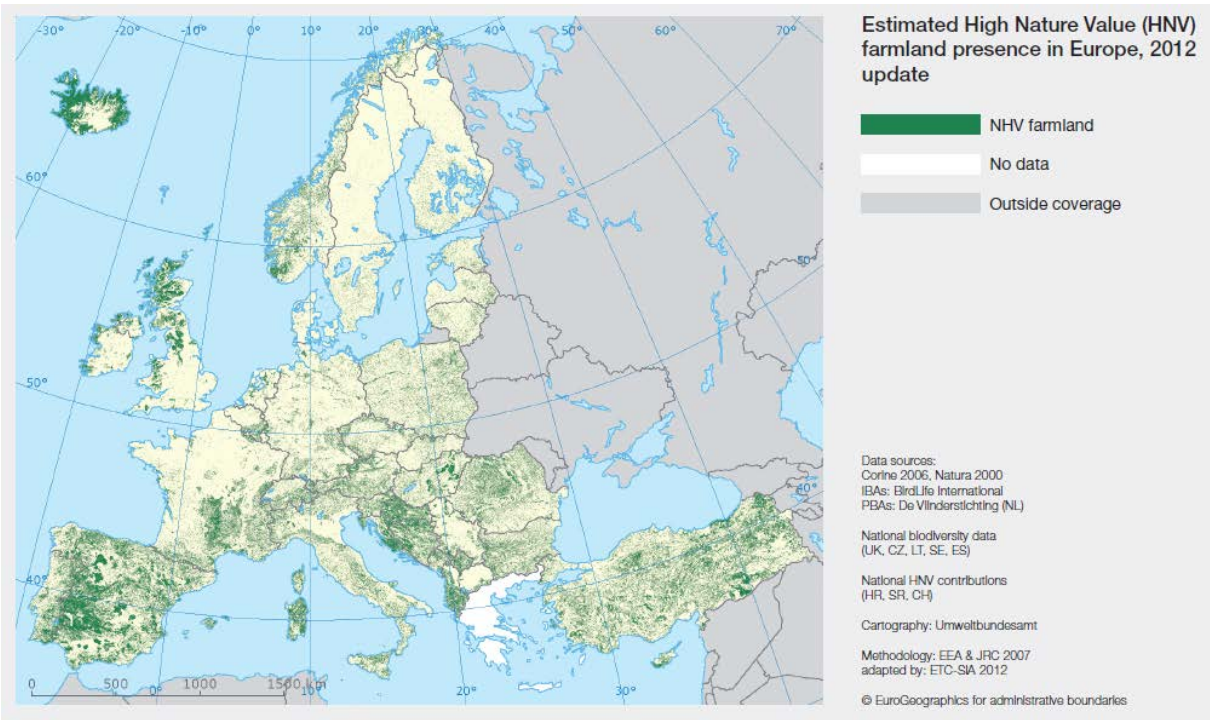 -30°
-20°
-10°
0°
10°
20°
30°
40°
50°
60°
70°
60°
50°
50°
40°
40°
0 500 0° 1000 1500 km
10°
20°
30°
Estimated High Nature Value (HNV)
farmland presence in Europe, 2012
update
NHV farmland
No data
Outside coverage
Data sources:
Corine 2006, Natura 2000
IBAs: BirdLife International
PBAs: De Vlinderstichting (NL)
National biodiversity data
(UK, CZ, LT, SE, ES)
National HNV contributions
(HR, SR, CH)
Cartography: Umweltbundesamt
Methodology: EEA & JRC 2007
adapted by: ETC-SIA 2012
© EuroGeographics for administrative boundaries